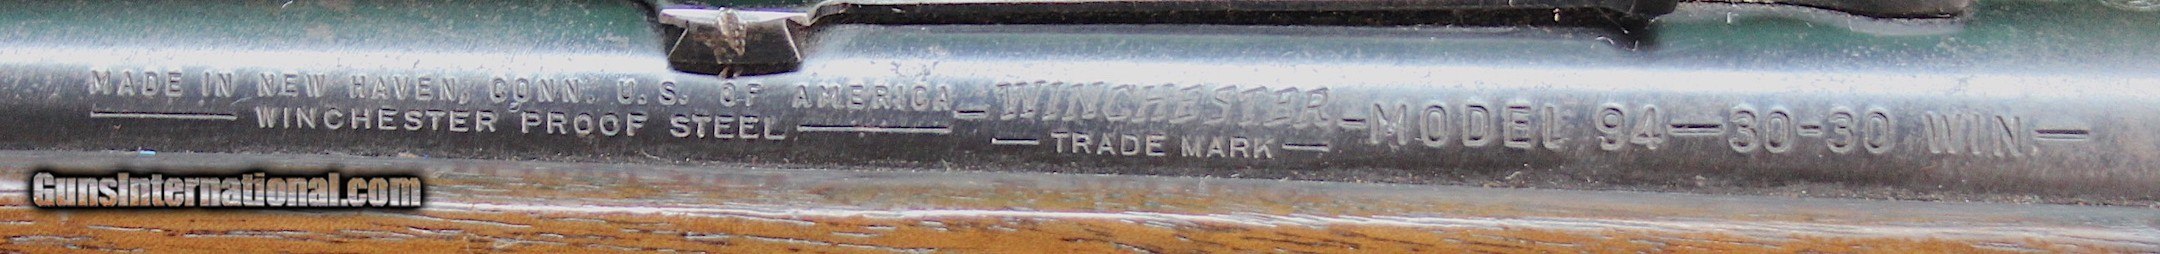 MADE IN NEW HAVEN, CONN. U.S. OF AMERICA —WINCHESTER— MODEL 94—30-30 WIN.—
—WINCHESTER PROOF STEEL— —TRADE MARK—
GunsInternational.com